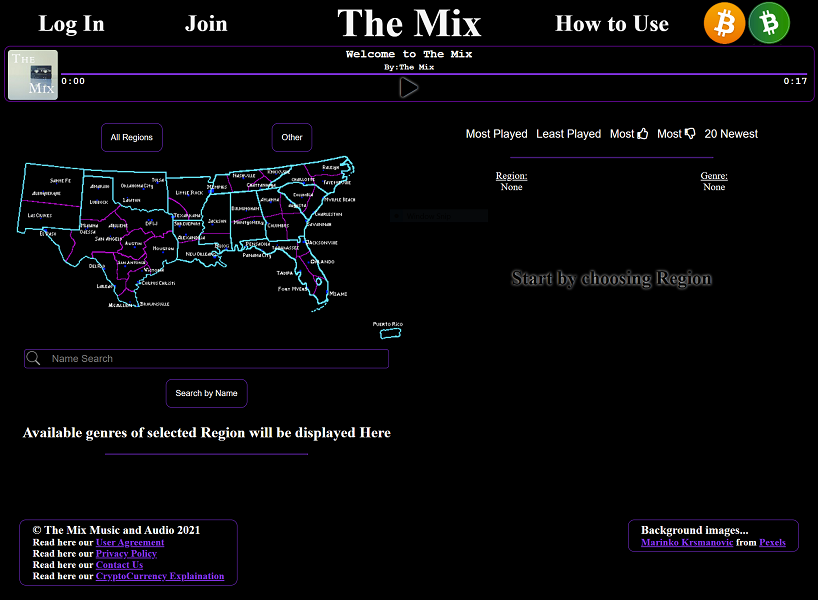 Log In
Join
The Mix
How to Use
The
Mix
Welcome to The Mix
By:The Mix
0:00
0:17
All Regions
Other
Most Played
Least Played
Most
Most
20 Newest
Region:
None
Genre:
None
Santa Fe
Albuquerque
Las Cruces
El Paso
Amarillo
Lubbock
Odessa
San Angelo
Abilene
Oklahoma City
Tulsa
Lawton
Dallas
Austin
San Antonio
Houston
Victoria
Del Rio
Laredo
Corpus Christi
McAllen
Brownsville
Little Rock
Texarkana
Shreveport
Alexandria
New Orleans
Jackson
Biloxi
Memphis
Nashville
Knoxville
Chattanooga
Birmingham
Montgomery
Atlanta
Columbus
Augusta
Charlotte
Raleigh
Fayetteville
Columbia
Myrtle Beach
Charleston
Savannah
Jacksonville
Pensacola
Tallahassee
Panama City
Orlando
Tampa
Fort Myers
Miami
Puerto Rico
Start by choosing Region
Name Search
Search by Name
Available genres of selected Region will be displayed Here
© The Mix Music and Audio 2021
Read here our User Agreement
Read here our Privacy Policy
Read here our Contact Us
Read here our CryptoCurrency Explaination
Background images...
Marinko Krsmanovic from Pexels